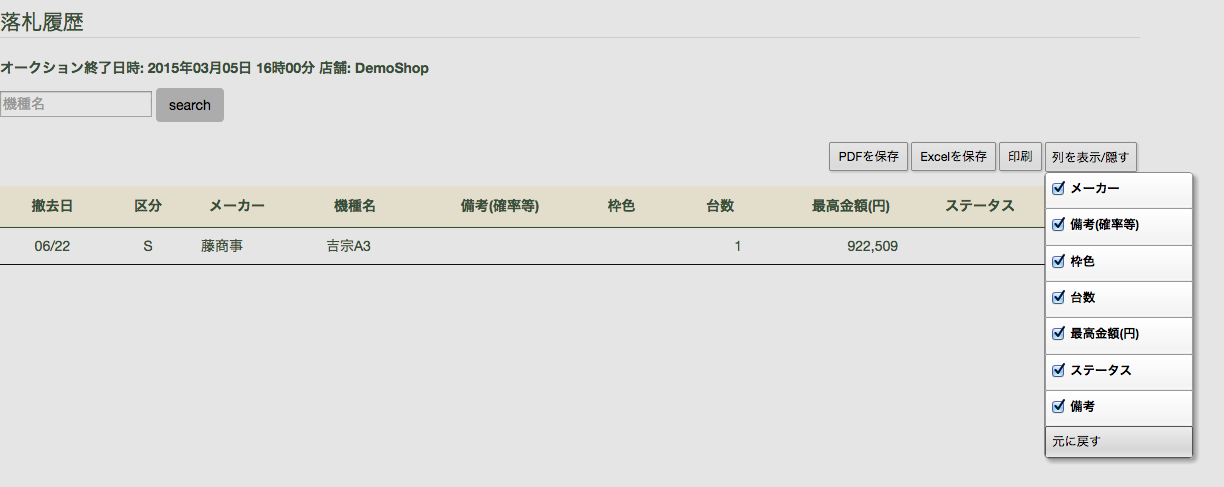 落札履歴
オークション終了日時: 2015年03月05日 16時00分 店舗: DemoShop
機種名 search
PDFを保存 Excelを保存 印刷 列を表示/隠す
撤去日 区分 メーカー 機種名 備考(確率等) 枠色 台数 最高金額(円) ステータス
06/22 S 藤商事 吉宗A3 1 922,509
メーカー
備考(確率等)
枠色
台数
最高金額(円)
ステータス
備考
元に戻す